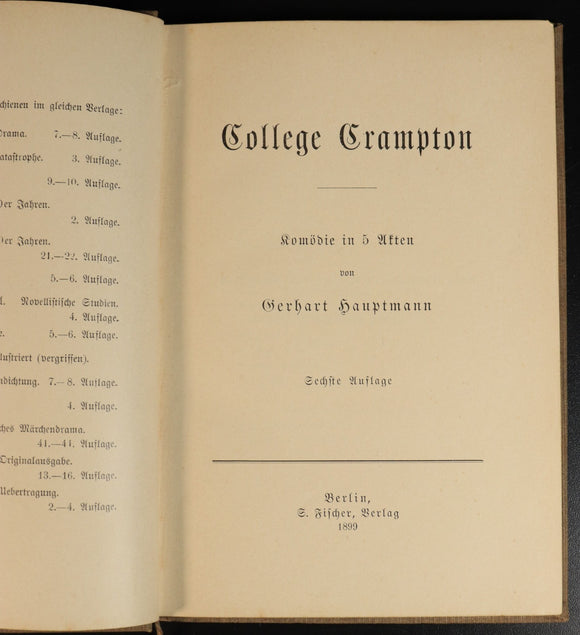 schienen im gleichen Verlage:
Drama. 7.—8. Auflage.
atastrophe. 3. Auflage.
9.—10. Auflage.
der Jahren.
2. Auflage.
der Jahren.
21.—22. Auflage.
5.—6. Auflage.
l. Novellistische Studien.
4. Auflage.
e. 5.—6. Auflage.
lustriert (vergriffen).
ndichtung. 7.—8. Auflage.
4. Auflage.
ches Märchendrama.
41.—44. Auflage.
Originalausgabe.
13.—16. Auflage.
Uebertragung.
2.—4. Auflage.
College Crampton
Komödie in 5 Akten
von
Gerhart Hauptmann
Sechste Auflage
Berlin,
S. Fischer, Verlag
1899